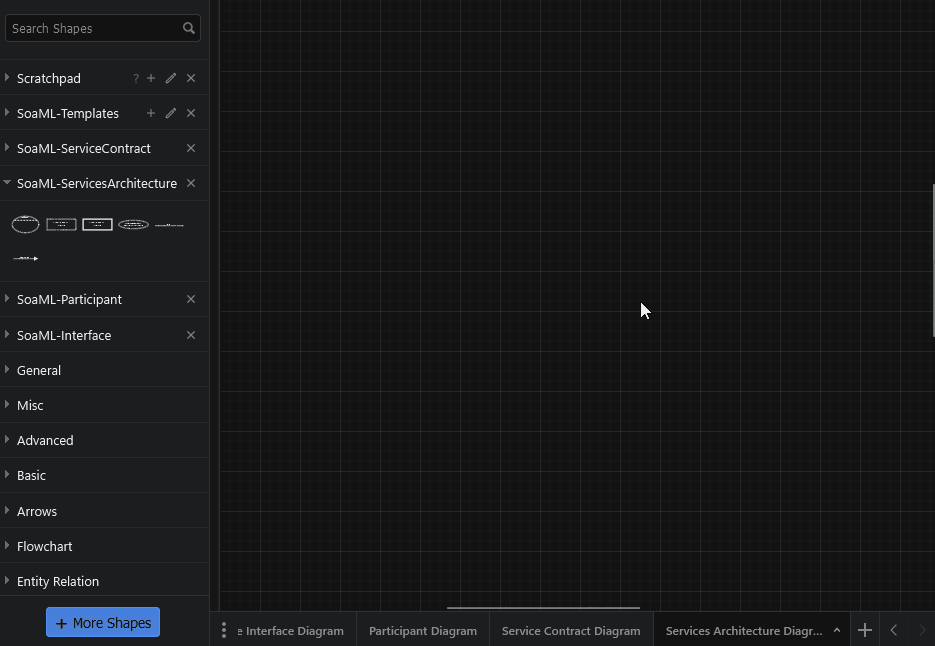 Search Shapes
Scratchpad ?
SoaML-Templates
SoaML-ServiceContract
SoaML-ServicesArchitecture
SoaML-Participant
SoaML-Interface
General
Misc
Advanced
Basic
Arrows
Flowchart
Entity Relation
+ More Shapes
e Interface Diagram
Participant Diagram
Service Contract Diagram
Services Architecture Diagr...